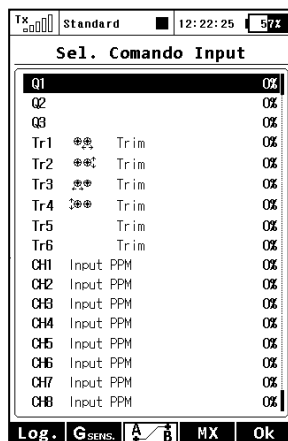 Tx Standard 12:22:25 57%
Sel. Comando Input
Q1 0%
Q2 0%
Q3 0%
Tr1 Trim 0%
Tr2 Trim 0%
Tr3 Trim 0%
Tr4 Trim 0%
Tr5 Trim 0%
Tr6 Trim 0%
CH1 Input PPM 0%
CH2 Input PPM 0%
CH3 Input PPM 0%
CH4 Input PPM 0%
CH5 Input PPM 0%
CH6 Input PPM 0%
CH7 Input PPM 0%
CH8 Input PPM 0%
Log. GSENS. A B MX Ok